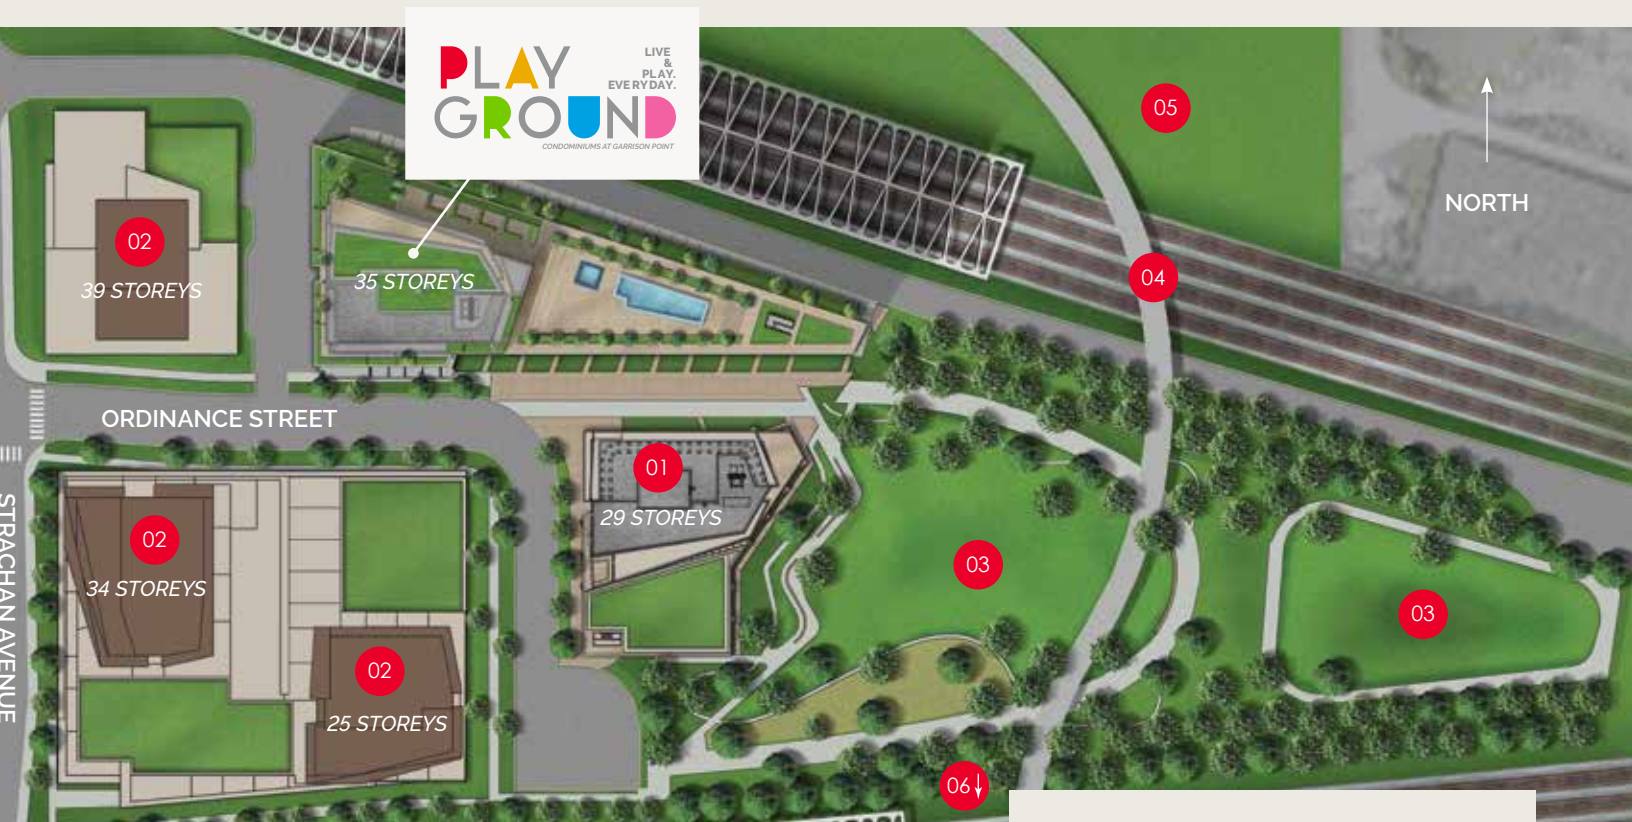 PLAY
GROUND
LIVE
&
PLAY.
EVERYDAY.
CONDOMINIUMS AT GARRISON POINT
05
NORTH
02
39 STOREYS
35 STOREYS
04
ORDINANCE STREET
01
29 STOREYS
STRACHAN AVENUE
02
34 STOREYS
03
03
02
25 STOREYS
06